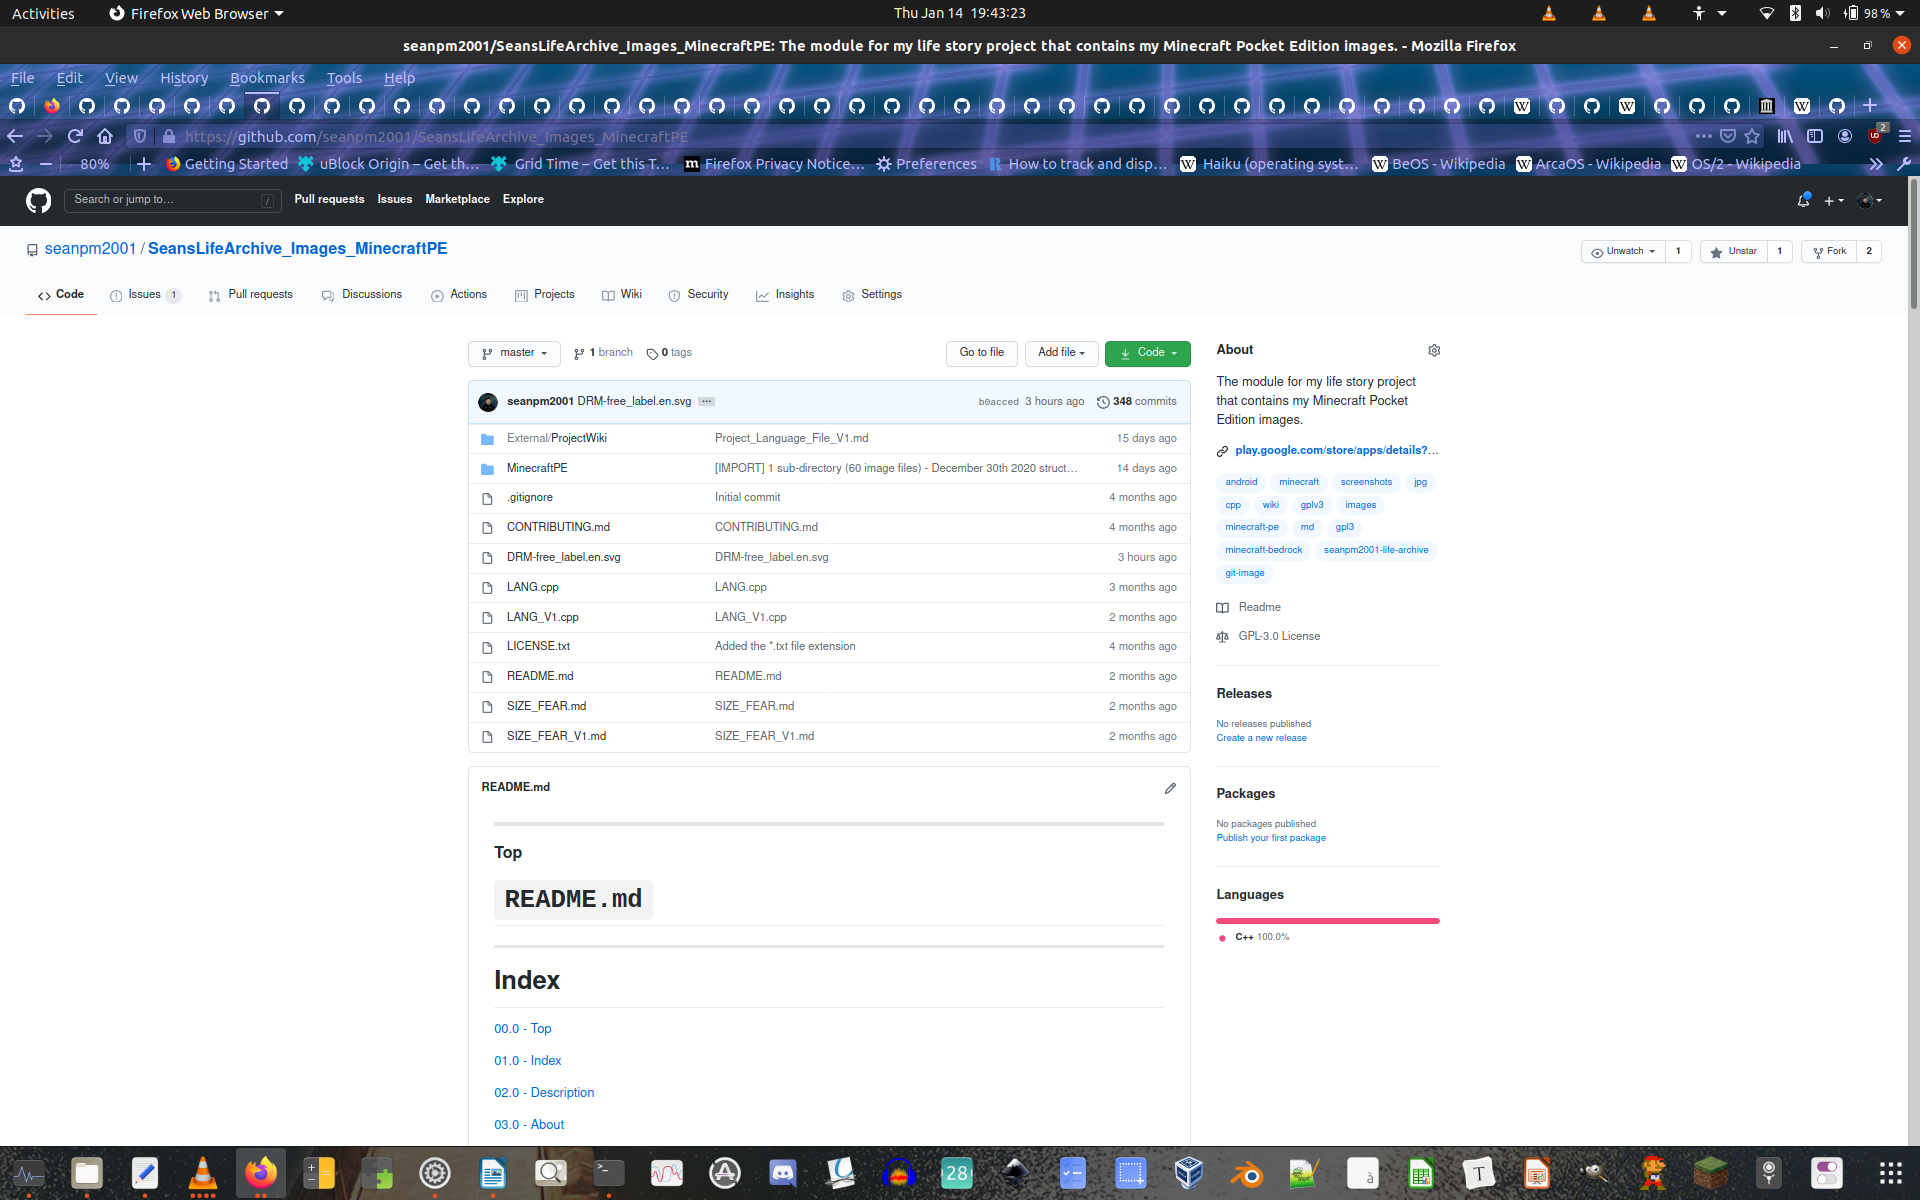 Activities
Firefox Web Browser
Thu Jan 14 19:43:23
98 %
seanpm2001/SeansLifeArchive_Images_MinecraftPE: The module for my life story project that contains my Minecraft Pocket Edition images. - Mozilla Firefox
File Edit View History Bookmarks Tools Help
https://github.com/seanpm2001/SeansLifeArchive_Images_MinecraftPE
2
80%
Getting Started
uBlock Origin – Get th…
Grid Time – Get this T…
Firefox Privacy Notice…
Preferences
How to track and disp…
Haiku (operating syst…
BeOS - Wikipedia
ArcaOS - Wikipedia
OS/2 - Wikipedia
Search or jump to…
/
Pull requests Issues Marketplace Explore
seanpm2001 / SeansLifeArchive_Images_MinecraftPE
Unwatch 1
Unstar 1
Fork 2
Code
Issues 1
Pull requests
Discussions
Actions
Projects
Wiki
Security
Insights
Settings
master
1 branch
0 tags
Go to file
Add file
Code
seanpm2001 DRM-free_label.en.svg
b0acced 3 hours ago
348 commits
External/ProjectWiki Project_Language_File_V1.md 15 days ago
MinecraftPE [IMPORT] 1 sub-directory (60 image files) - December 30th 2020 struct… 14 days ago
.gitignore Initial commit 4 months ago
CONTRIBUTING.md CONTRIBUTING.md 4 months ago
DRM-free_label.en.svg DRM-free_label.en.svg 3 hours ago
LANG.cpp LANG.cpp 3 months ago
LANG_V1.cpp LANG_V1.cpp 2 months ago
LICENSE.txt Added the *.txt file extension 4 months ago
README.md README.md 2 months ago
SIZE_FEAR.md SIZE_FEAR.md 2 months ago
SIZE_FEAR_V1.md SIZE_FEAR_V1.md 2 months ago
README.md
Top
README.md
Index
00.0 - Top
01.0 - Index
02.0 - Description
03.0 - About
About
The module for my life story project
that contains my Minecraft Pocket
Edition images.
play.google.com/store/apps/details?…
android minecraft screenshots jpg
cpp wiki gplv3 images
minecraft-pe md gpl3
minecraft-bedrock seanpm2001-life-archive
git-image
Readme
GPL-3.0 License
Releases
No releases published
Create a new release
Packages
No packages published
Publish your first package
Languages
C++ 100.0%
28